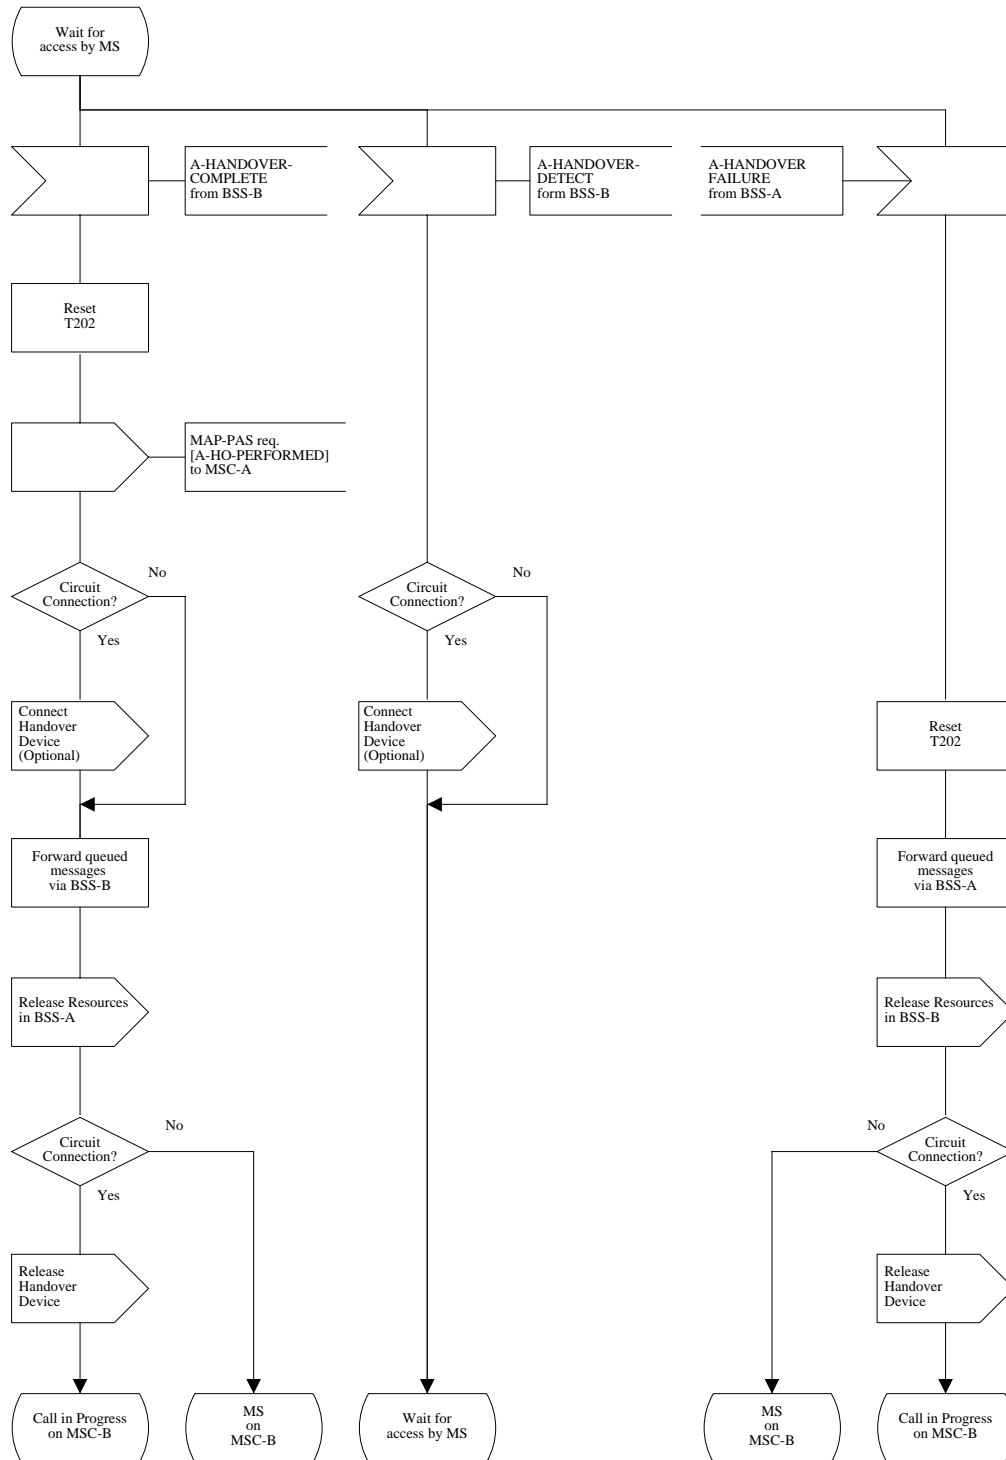 Wait for
access by MS
A-HANDOVER-
COMPLETE
from BSS-B
A-HANDOVER-
DETECT
form BSS-B
A-HANDOVER
FAILURE
from BSS-A
Reset
T202
MAP-PAS req.
[A-HO-PERFORMED]
to MSC-A
Circuit
Connection?
No
Yes
Circuit
Connection?
No
Yes
Connect
Handover
Device
(Optional)
Connect
Handover
Device
(Optional)
Reset
T202
Forward queued
messages
via BSS-B
Forward queued
messages
via BSS-A
Release Resources
in BSS-A
Release Resources
in BSS-B
Circuit
Connection?
No
Yes
No
Circuit
Connection?
Yes
Release
Handover
Device
Release
Handover
Device
Call in Progress
on MSC-B
MS
on
MSC-B
Wait for
access by MS
MS
on
MSC-B
Call in Progress
on MSC-B